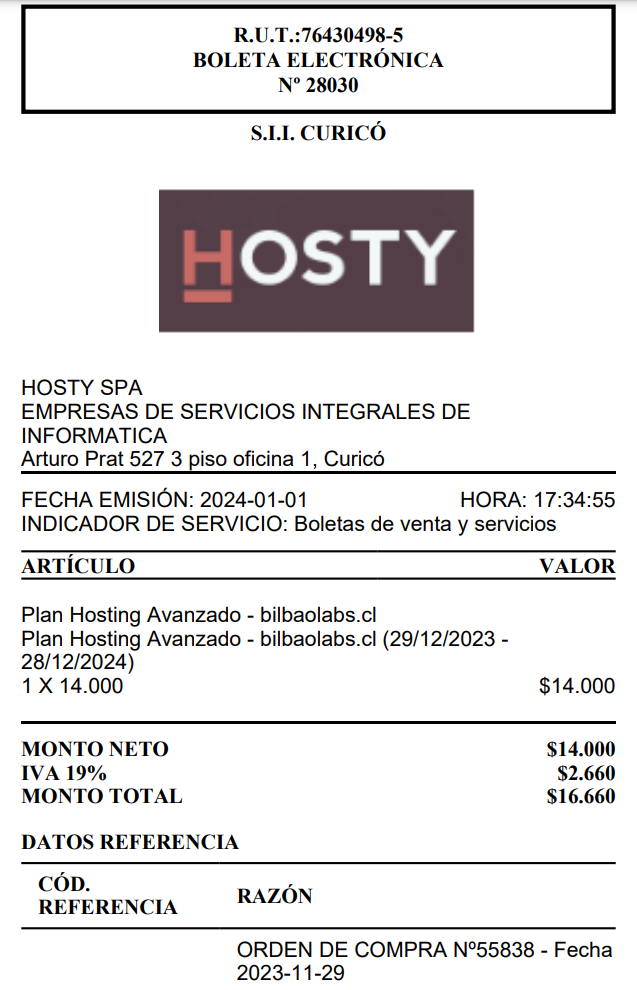 R.U.T.:76430498-5
BOLETA ELECTRÓNICA
Nº 28030
S.I.I. CURICÓ
HOSTY
HOSTY SPA
EMPRESAS DE SERVICIOS INTEGRALES DE
INFORMATICA
Arturo Prat 527 3 piso oficina 1, Curicó
FECHA EMISIÓN: 2024-01-01 HORA: 17:34:55
INDICADOR DE SERVICIO: Boletas de venta y servicios
ARTÍCULO VALOR
Plan Hosting Avanzado - bilbaolabs.cl
Plan Hosting Avanzado - bilbaolabs.cl (29/12/2023 -
28/12/2024)
1 X 14.000 $14.000
MONTO NETO $14.000
IVA 19% $2.660
MONTO TOTAL $16.660
DATOS REFERENCIA
CÓD.
REFERENCIA RAZÓN
ORDEN DE COMPRA Nº55838 - Fecha
2023-11-29